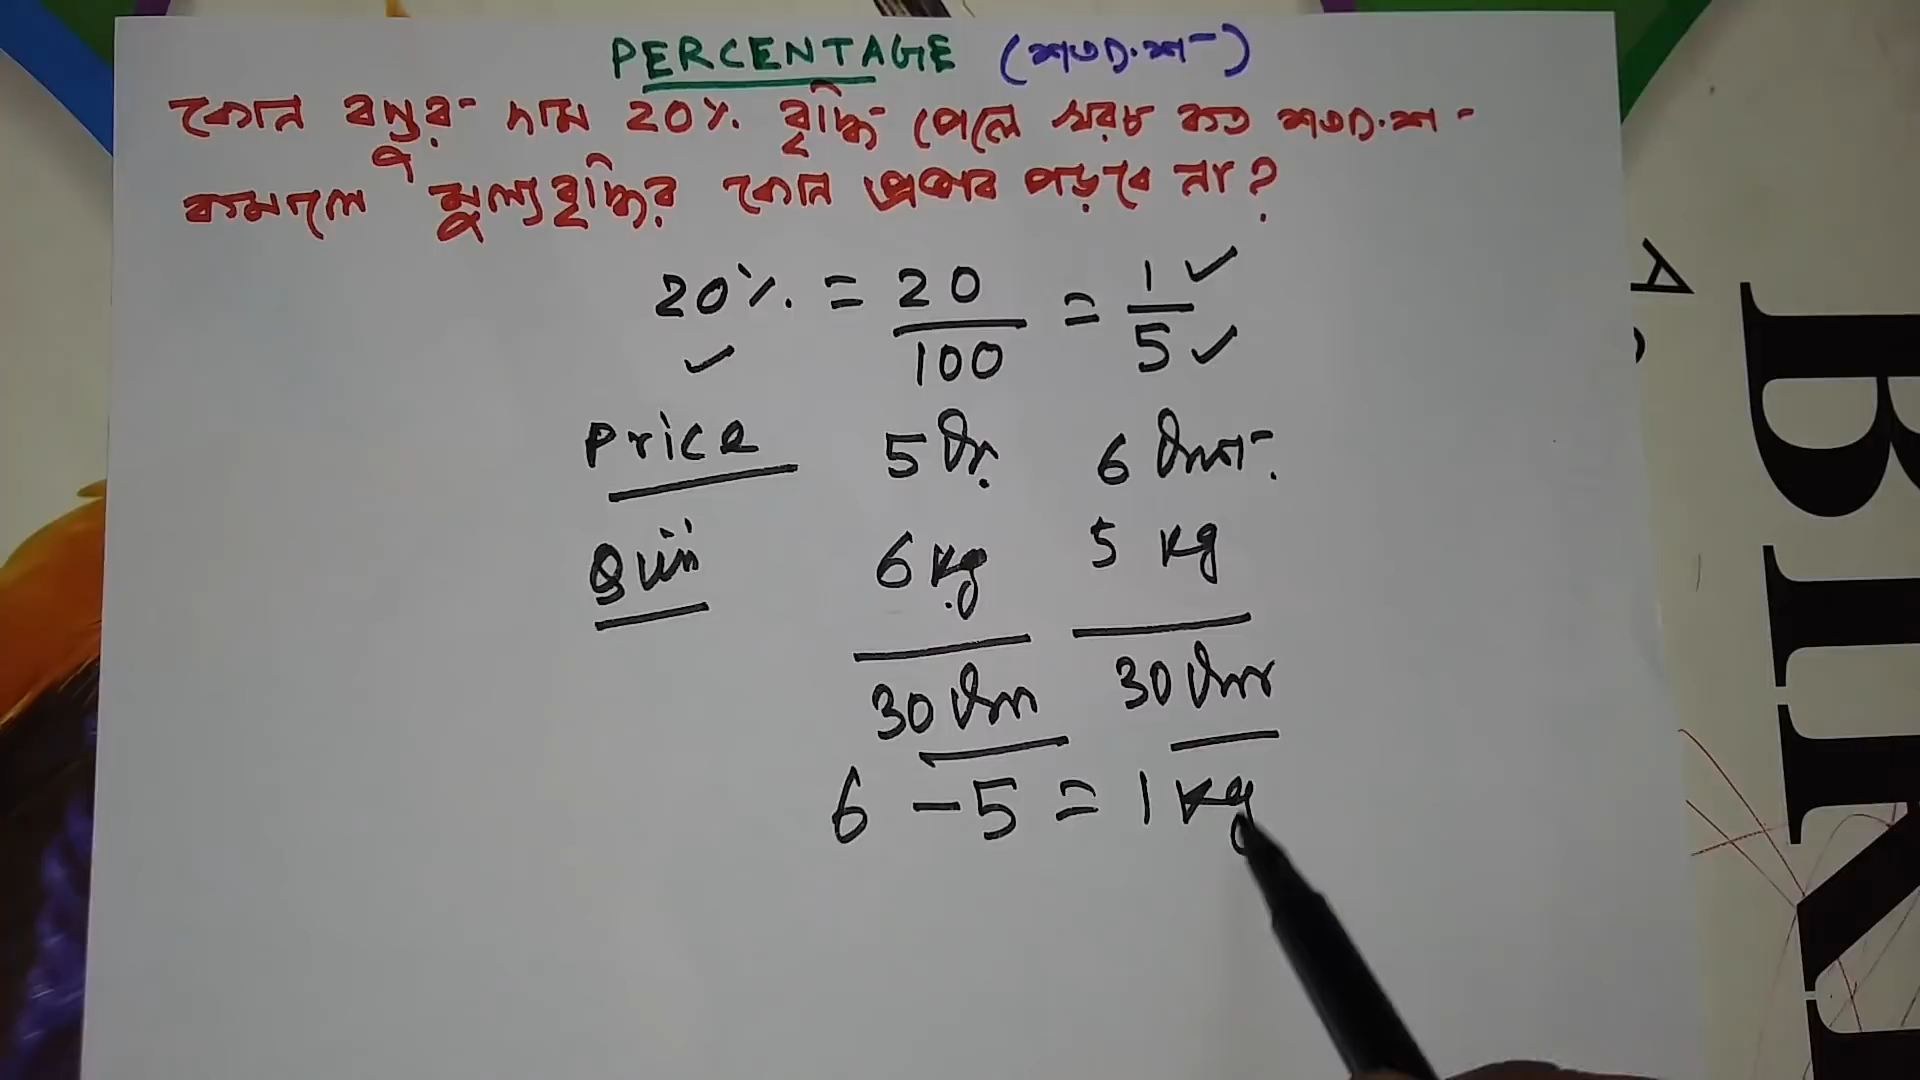 PERCENTAGE (শতাংশ)
কোন বস্তুর দাম 20% বৃদ্ধি পেলে খরচ কত শতাংশ
কমালে মূল্যবৃদ্ধির কোন প্রভাব পড়বে না?
20% = 20/100 = 1/5
Price 5 6
6 kg 5 kg
30 30
6 - 5 = 1 kg